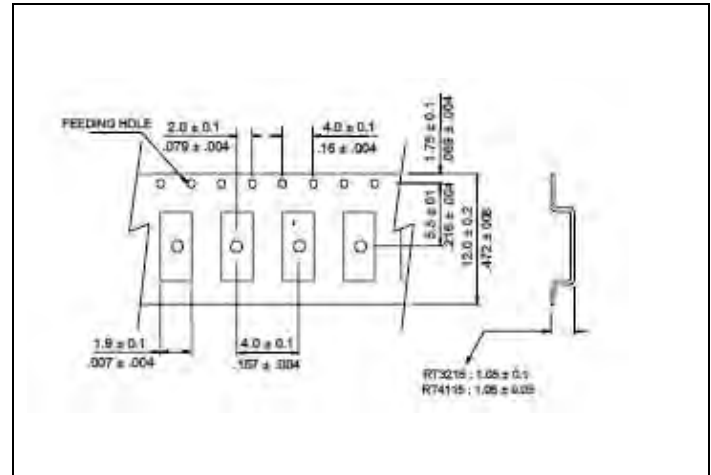 FEEDING HOLE
2.0 ± 0.1
.079 ± .004
4.0 ± 0.1
.16 ± .004
1.75 ± 0.1
.069 ± .004
5.5 ± 01
.216 ± .004
12.0 ± 0.2
.472 ± .008
1.9 ± 0.1
.007 ± .004
4.0 ± 0.1
.157 ± .004
RT3215 : 1.05 ± 0.1
RT4115 : 1.05 ± 0.05